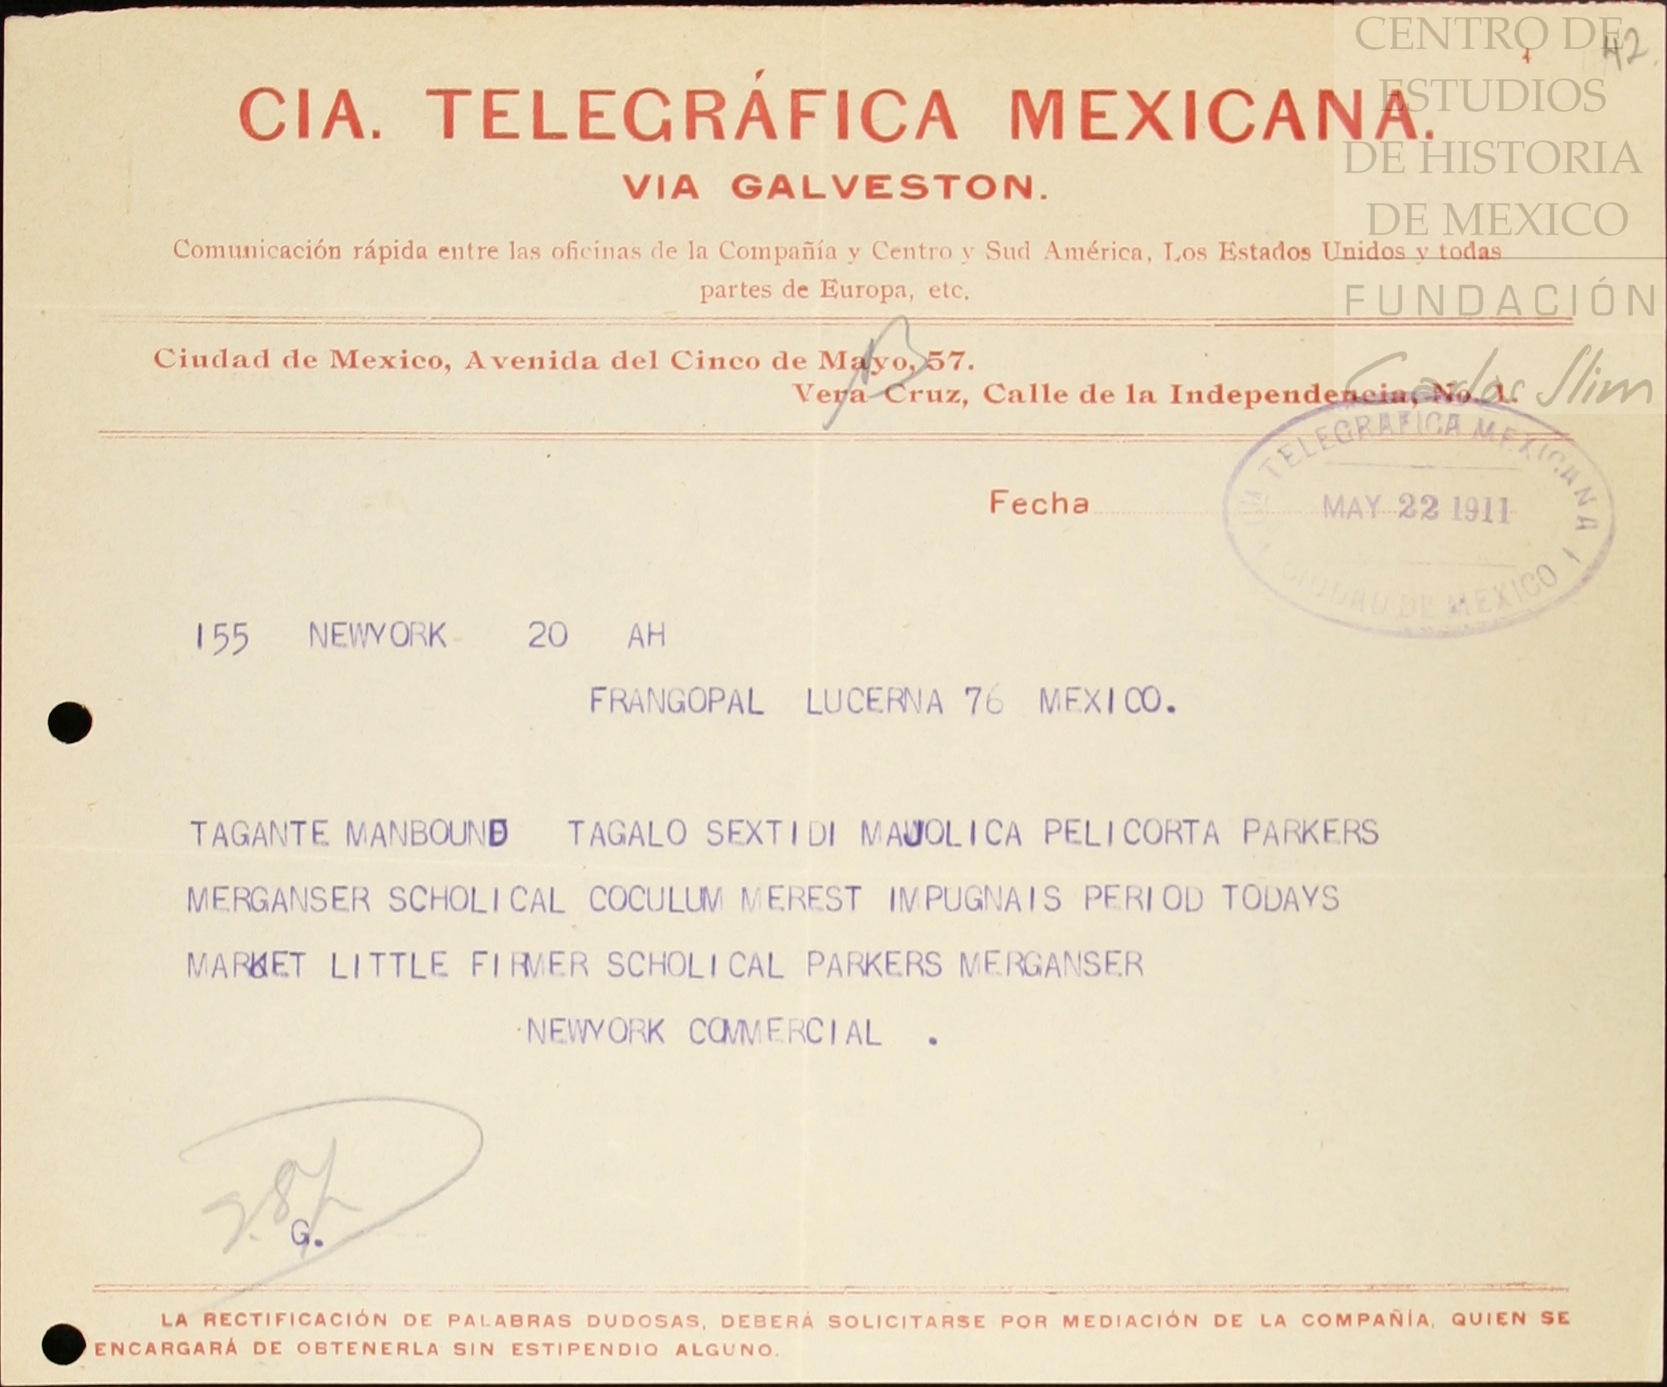 CENTRO DE
ESTUDIOS
DE HISTORIA
DE MEXICO
FUNDACIÓN
Carlos Slim
42.
CIA. TELEGRÁFICA MEXICANA.
VIA GALVESTON.
Comunicación rápida entre las oficinas de la Compañía y Centro y Sud América, Los Estados Unidos y todas
partes de Europa, etc.
Ciudad de Mexico, Avenida del Cinco de Mayo, 57.
Vera Cruz, Calle de la Independencia, No. 1.
Fecha
CIA TELEGRAFICA MEXICANA
MAY 22 1911
CIUDAD DE MEXICO
155 NEWYORK 20 AH
FRANGOPAL LUCERNA 76 MEXICO.
TAGANTE MANBOUND TAGALO SEXTIDI MAJOLICA PELICORTA PARKERS
MERGANSER SCHOLICAL COCULUM MEREST IMPUGNAIS PERIOD TODAYS
MARKET LITTLE FIRMER SCHOLICAL PARKERS MERGANSER
NEWYORK COMMERCIAL .
G.
LA RECTIFICACIÓN DE PALABRAS DUDOSAS, DEBERÁ SOLICITARSE POR MEDIACIÓN DE LA COMPAÑÍA, QUIEN SE
ENCARGARÁ DE OBTENERLA SIN ESTIPENDIO ALGUNO.